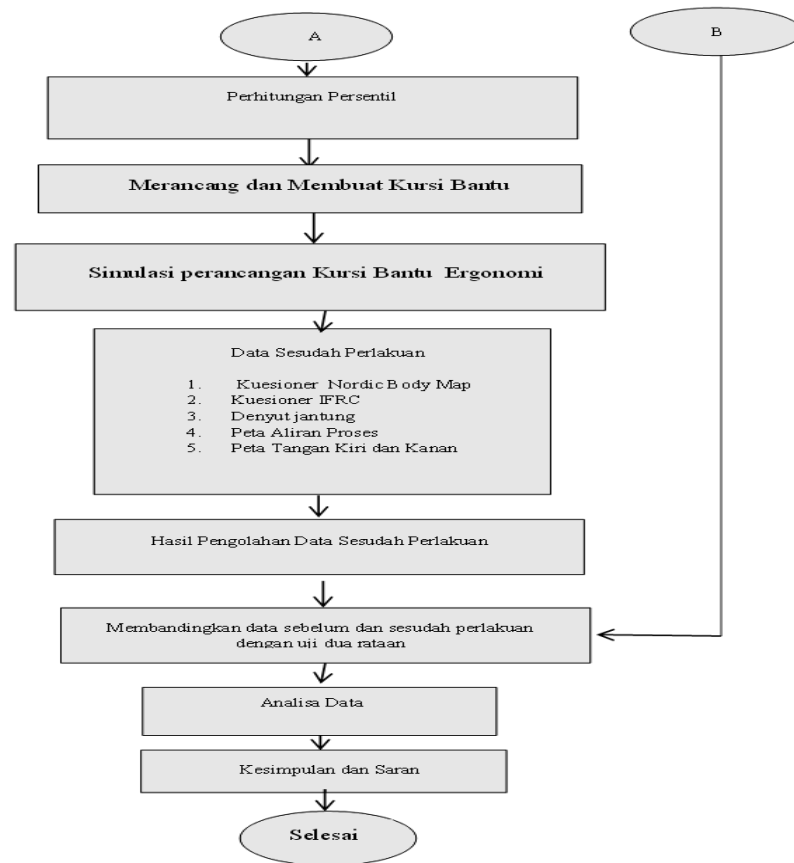 A
B
Perhitungan Persentil
Merancang dan Membuat Kursi Bantu
Simulasi perancangan Kursi Bantu Ergonomi
Data Sesudah Perlakuan
1. Kuesioner Nordic Body Map
2. Kuesioner IFRC
3. Denyut jantung
4. Peta Aliran Proses
5. Peta Tangan Kiri dan Kanan
Hasil Pengolahan Data Sesudah Perlakuan
Membandingkan data sebelum dan sesudah perlakuan
dengan uji dua rataan
Analisa Data
Kesimpulan dan Saran
Selesai